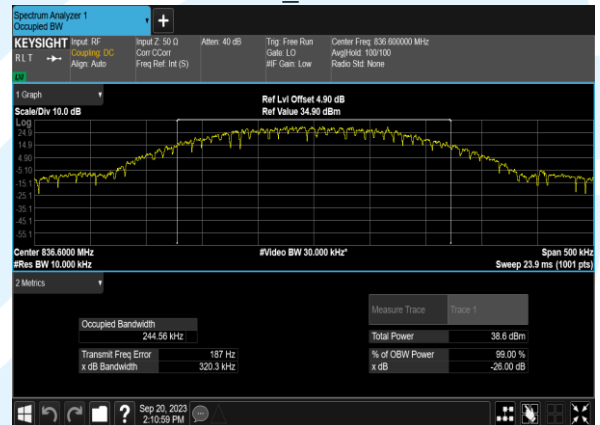 Spectrum Analyzer 1
Occupied BW
KEYSIGHT
R L T
LV
Input: RF
Coupling: DC
Align: Auto
Input Z: 50 Ω
Corr CCorr
Freq Ref: Int (S)
Atten: 40 dB
Trig: Free Run
Gate: LO
#IF Gain: Low
Center Freq: 836.600000 MHz
Avg|Hold: 100/100
Radio Std: None
1 Graph
Scale/Div 10.0 dB
Ref Lvl Offset 4.90 dB
Ref Value 34.90 dBm
Log
24.9
14.9
4.90
-5.10
-15.1
-25.1
-35.1
-45.1
-55.1
Center 836.6000 MHz
#Res BW 10.000 kHz
#Video BW 30.000 kHz*
Span 500 kHz
Sweep 23.9 ms (1001 pts)
2 Metrics
Measure Trace Trace 1
Occupied Bandwidth
244.56 kHz
Total Power 38.6 dBm
Transmit Freq Error 187 Hz
% of OBW Power 99.00 %
x dB Bandwidth 320.3 kHz
x dB -26.00 dB
Sep 20, 2023
2:10:59 PM